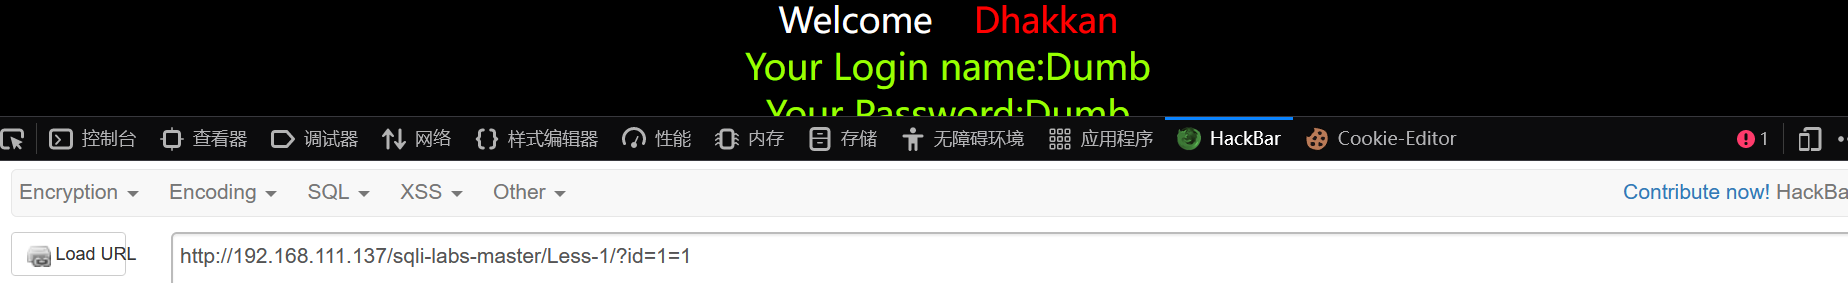 Welcome Dhakkan
Your Login name:Dumb
Your Password:Dumb
控制台 查看器 调试器 网络 样式编辑器 性能 内存 存储 无障碍环境 应用程序 HackBar Cookie-Editor 1
Encryption Encoding SQL XSS Other Contribute now! HackBa
Load URL http://192.168.111.137/sqli-labs-master/Less-1/?id=1=1